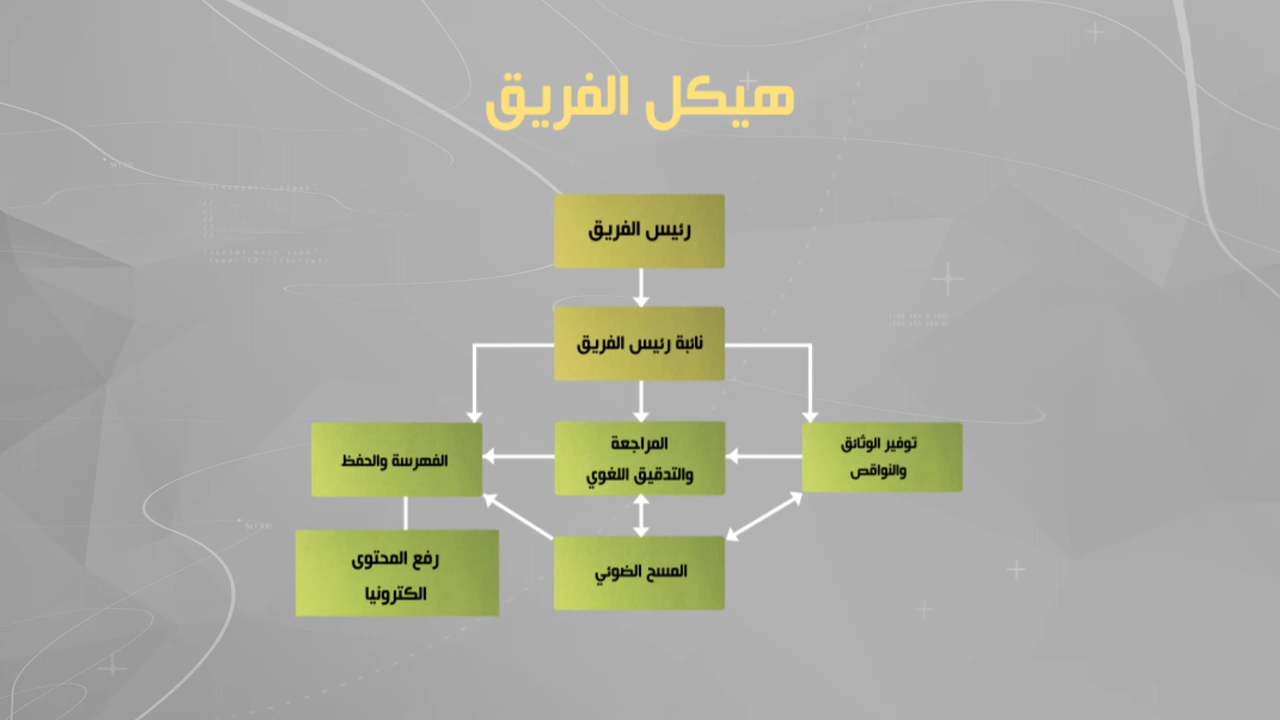 هيكل الفريق
رئيس الفريق
نائبة رئيس الفريق
توفير الوثائق
والنواقص
المراجعة
والتدقيق اللغوي
الفهرسة والحفظ
المسح الضوئي
رفع المحتوى
الكترونيا